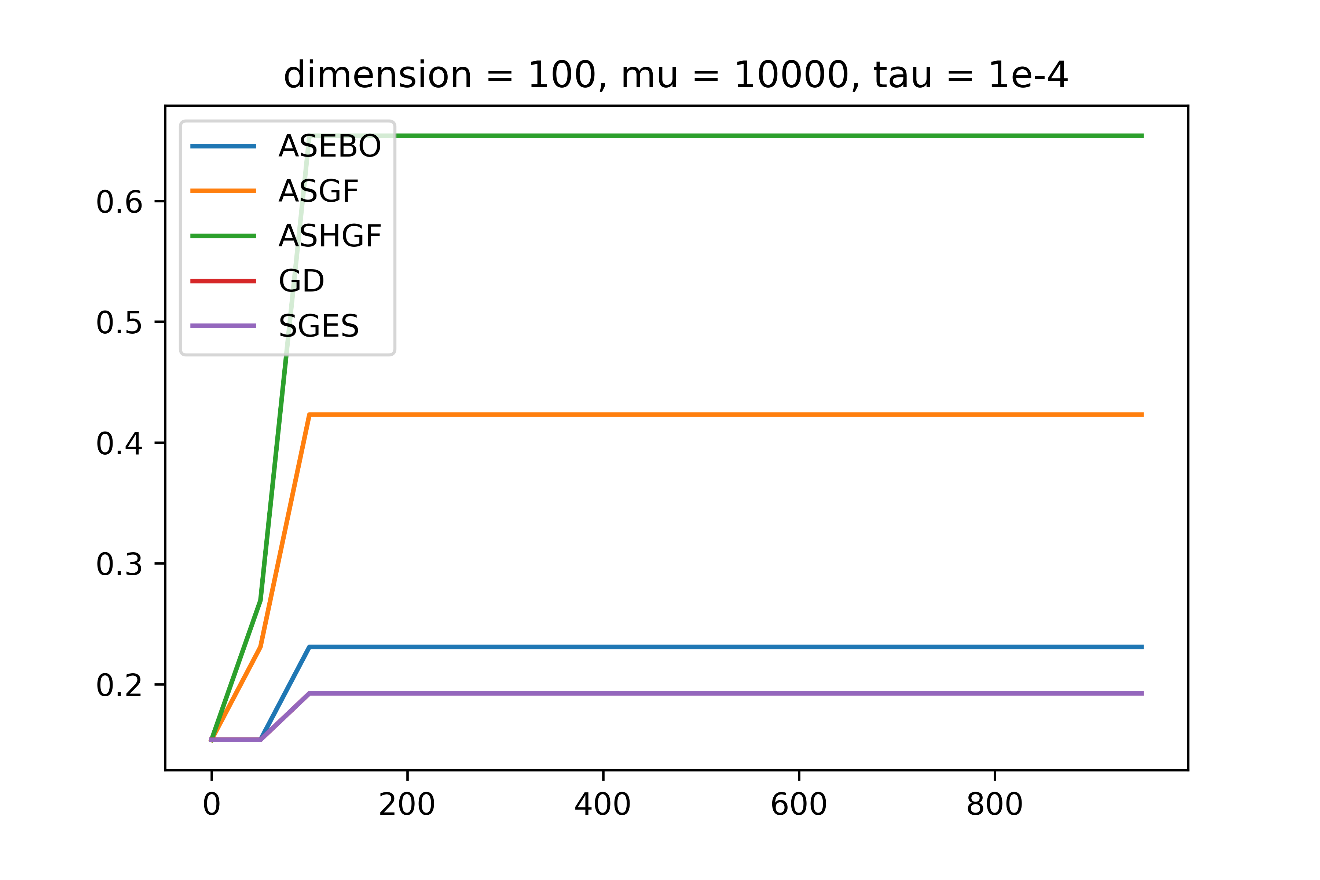 dimension = 100, mu = 10000, tau = 1e-4
ASEBO
ASGF
ASHGF
GD
SGES
0.6
0.5
0.4
0.3
0.2
0 200 400 600 800